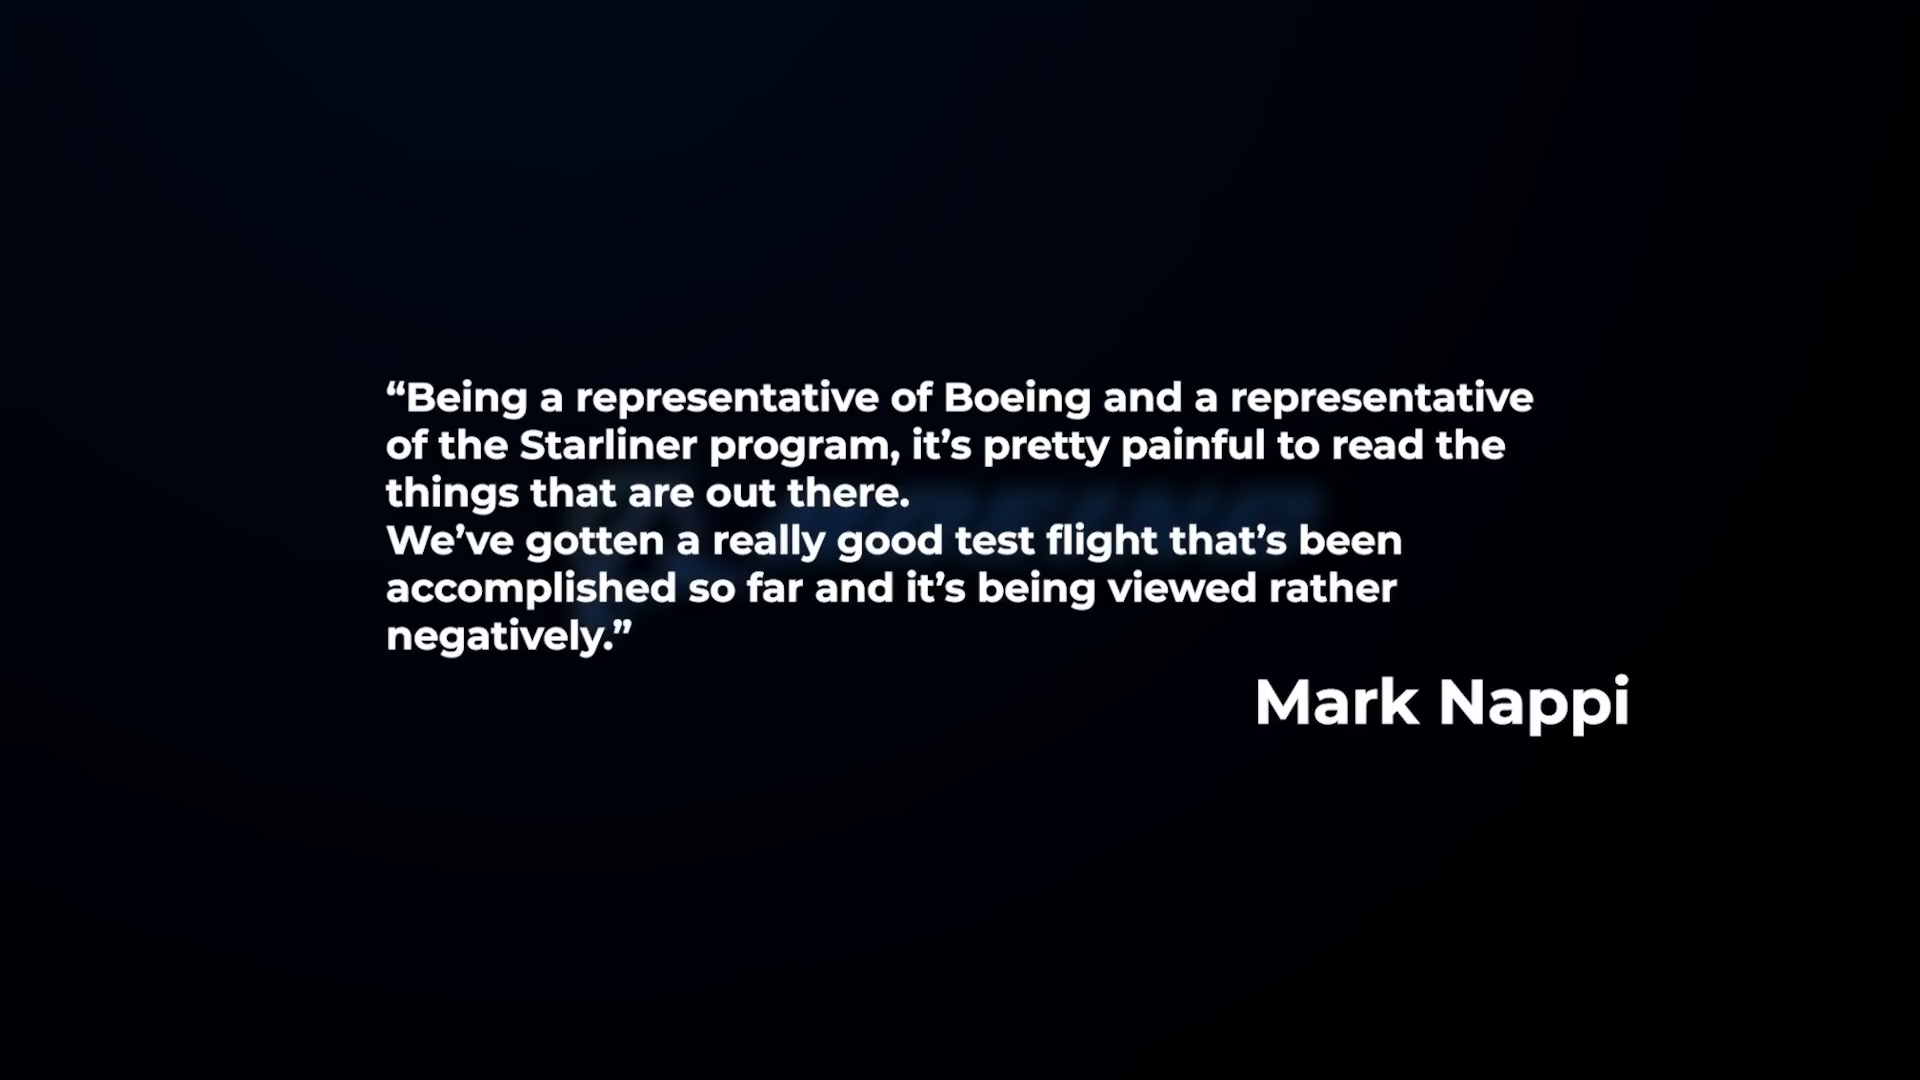 “Being a representative of Boeing and a representative
of the Starliner program, it’s pretty painful to read the
things that are out there.
We’ve gotten a really good test flight that’s been
accomplished so far and it’s being viewed rather
negatively.”
Mark Nappi